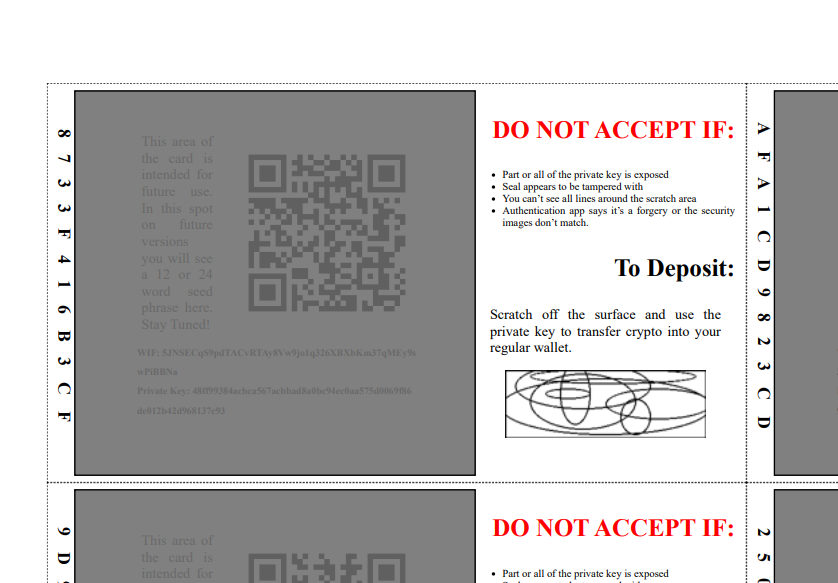 8 7 3 3 F 4 1 6 B 3 C F
This area of
the card is
intended for
future use.
In this spot
on future
versions
you will see
a 12 or 24
word seed
phrase here.
Stay Tuned!
WIF:
Private Key:
DO NOT ACCEPT IF:
• Part or all of the private key is exposed
• Seal appears to be tampered with
• You can’t see all lines around the scratch area
• Authentication app says it’s a forgery or the security
images don’t match.
To Deposit:
Scratch off the surface and use the
private key to transfer crypto into your
regular wallet.
A F A 1 C D 9 8 2 3 C D
9 D
This area of
the card is
intended for
DO NOT ACCEPT IF:
• Part or all of the private key is exposed
2 5